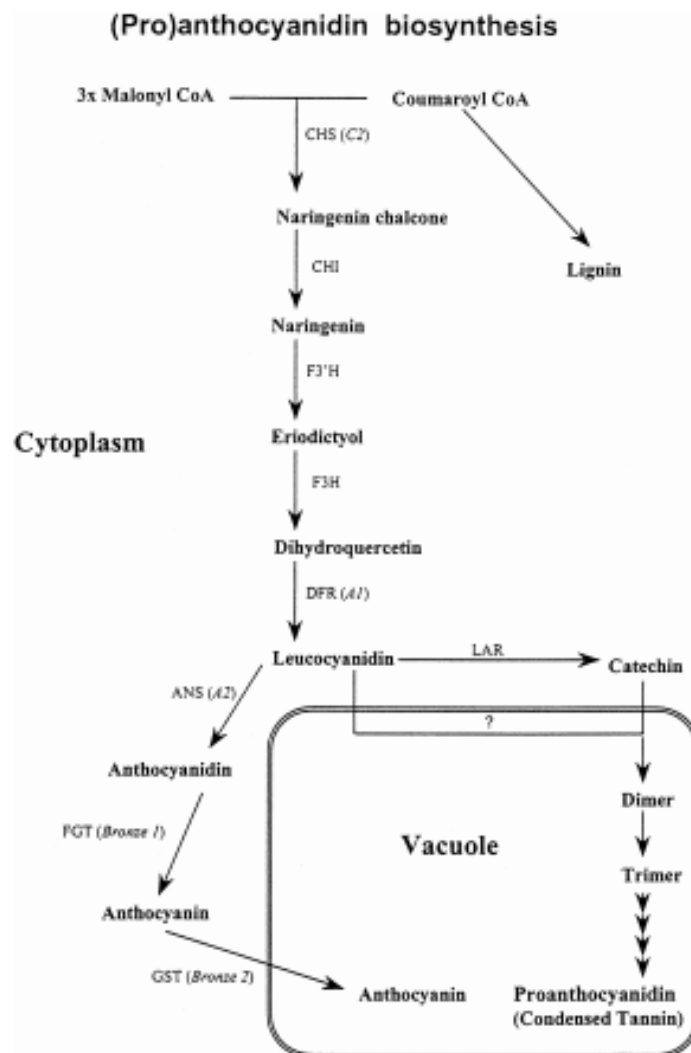 (Pro)anthocyanidin biosynthesis
3x Malonyl CoA
Coumaroyl CoA
CHS (C2)
Naringenin chalcone
Lignin
CHI
Naringenin
F3'H
Cytoplasm
Eriodictyol
F3H
Dihydroquercetin
DFR (A1)
Leucocyanidin
LAR
Catechin
ANS (A2)
?
Anthocyanidin
Dimer
FGT (Bronze 1)
Vacuole
Trimer
Anthocyanin
GST (Bronze 2)
Anthocyanin
Proanthocyanidin
(Condensed Tannin)